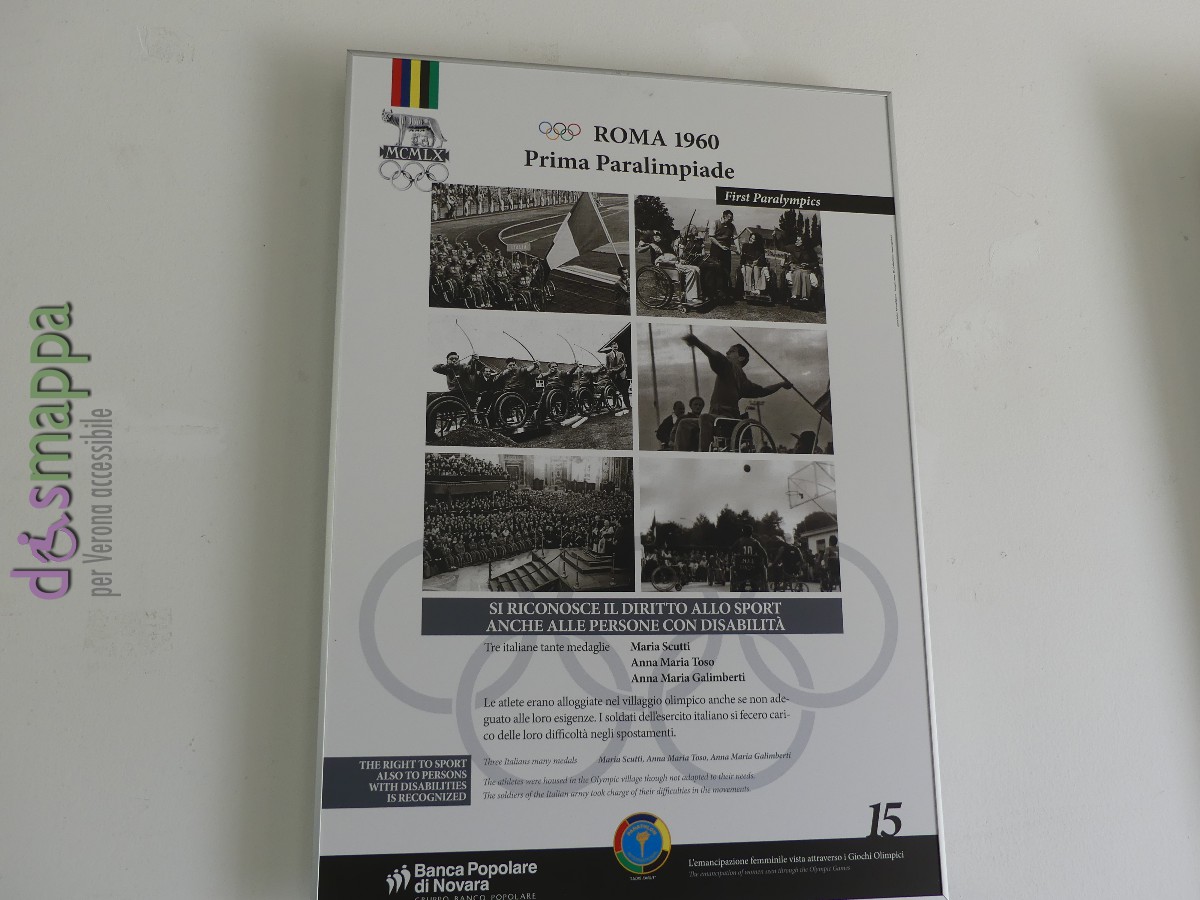 MCMLX
ROMA 1960
Prima Paralimpiade
First Paralympics
ITALIA
SI RICONOSCE IL DIRITTO ALLO SPORT
ANCHE ALLE PERSONE CON DISABILITÀ
Tre italiane tante medaglie Maria Scutti
Anna Maria Toso
Anna Maria Galimberti
Le atlete erano alloggiate nel villaggio olimpico anche se non ade-
guato alle loro esigenze. I soldati dell'esercito italiano si fecero cari-
co delle loro difficoltà negli spostamenti.
Three Italians many medals Maria Scutti, Anna Maria Toso, Anna Maria Galimberti
The athletes were housed in the Olympic village though not adapted to their needs.
The soldiers of the Italian army took charge of their difficulties in the movements.
THE RIGHT TO SPORT
ALSO TO PERSONS
WITH DISABILITIES
IS RECOGNIZED
15
Banca Popolare
di Novara
GRUPPO BANCO POPOLARE
L'emancipazione femminile vista attraverso i Giochi Olimpici
The emancipation of women seen through the Olympic Games
dismappa
per Verona accessibile